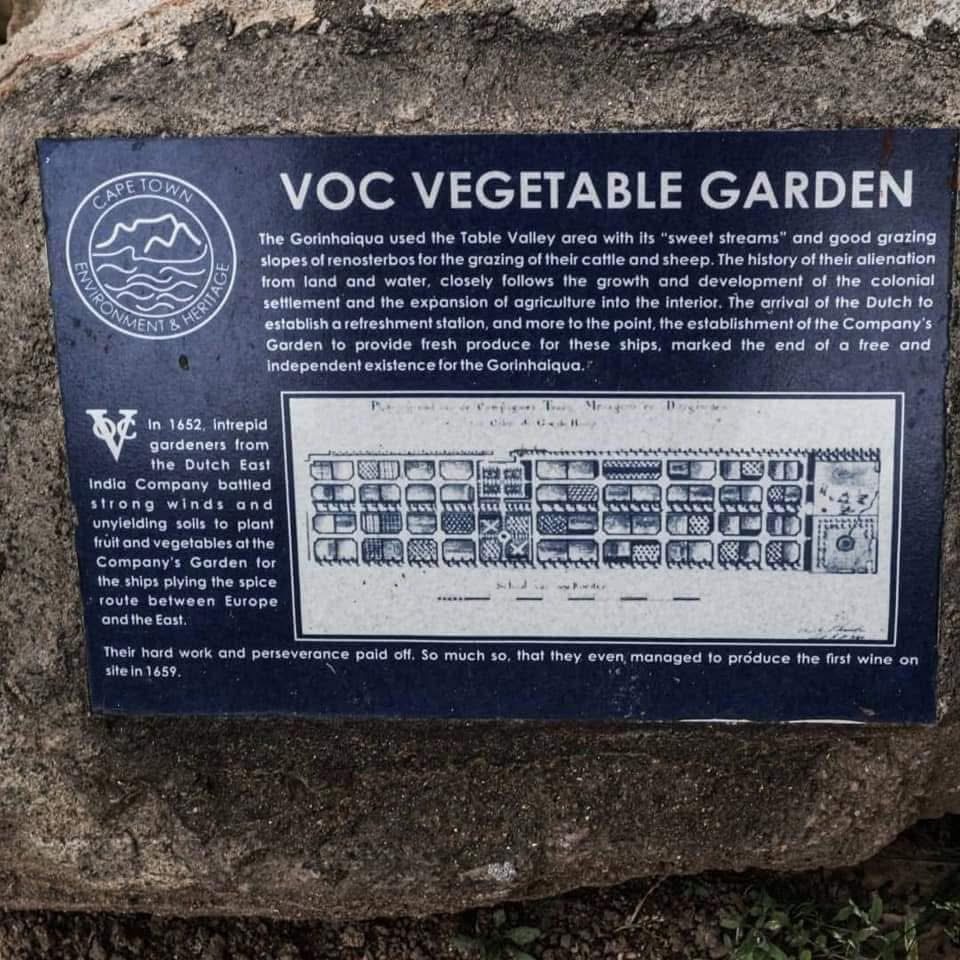 CAPE TOWN
ENVIRONMENT & HERITAGE
VOC VEGETABLE GARDEN
The Gorinhaiqua used the Table Valley area with its "sweet streams" and good grazing
slopes of renosterbos for the grazing of their cattle and sheep. The history of their alienation
from land and water, closely follows the growth and development of the colonial
settlement and the expansion of agriculture into the interior. The arrival of the Dutch to
establish a refreshment station, and more to the point, the establishment of the Company's
Garden to provide fresh produce for these ships, marked the end of a free and
independent existence for the Gorinhaiqua.
VOC
In 1652, intrepid
gardeners from
the Dutch East
India Company battled
strong winds and
unyielding soils to plant
fruit and vegetables at the
Company's Garden for
the ships plying the spice
route between Europe
and the East.
Their hard work and perseverance paid off. So much so, that they even managed to produce the first wine on
site in 1659.